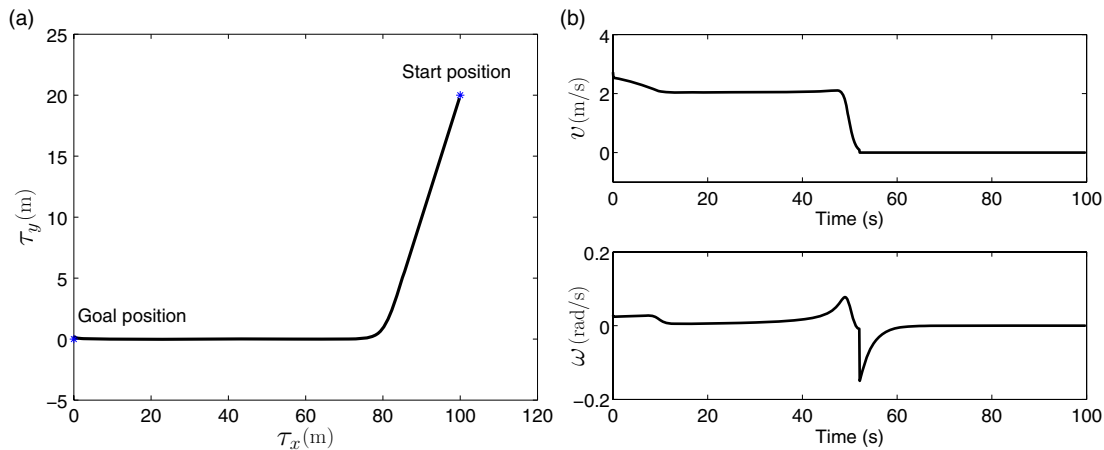 (a)
25
20
15
10
5
0
−5
τ_y(m)
Start position
Goal position
0 20 40 60 80 100 120
τ_x(m)
(b)
4
2
0
v(m/s)
0 20 40 60 80 100
Time (s)
0.2
0
−0.2
ω(rad/s)
0 20 40 60 80 100
Time (s)